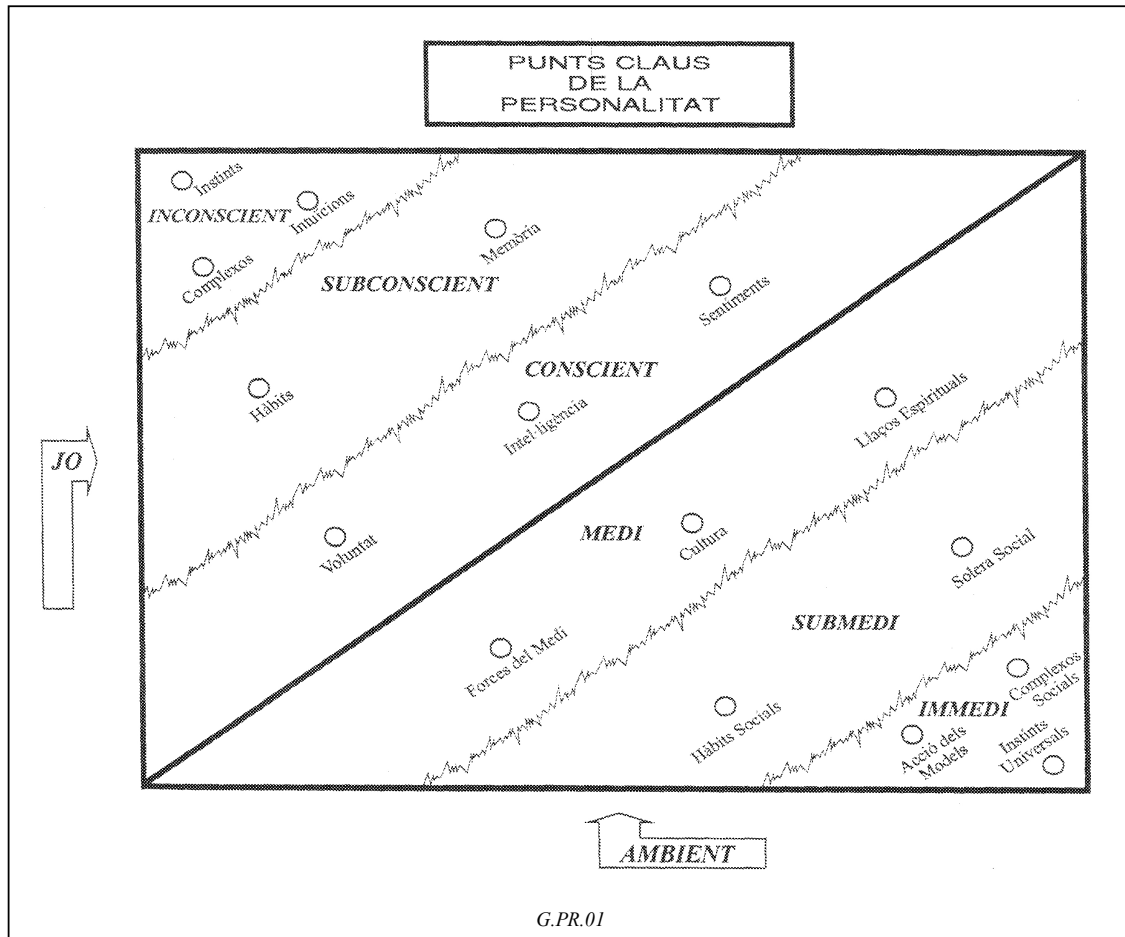 PUNTS CLAUS
DE LA
PERSONALITAT
Instints
INCONSCIENT
Intuïcions
Complexos
SUBCONSCIENT
Memòria
Hàbits
CONSCIENT
Sentiments
Intel·ligència
Voluntat
JO
Llaços Espirituals
MEDI
Cultura
Solera Social
SUBMEDI
Forces del Medi
Hàbits Socials
Complexos
Socials
IMMEDI
Acció dels
Models
Instints
Universals
AMBIENT
G.PR.01